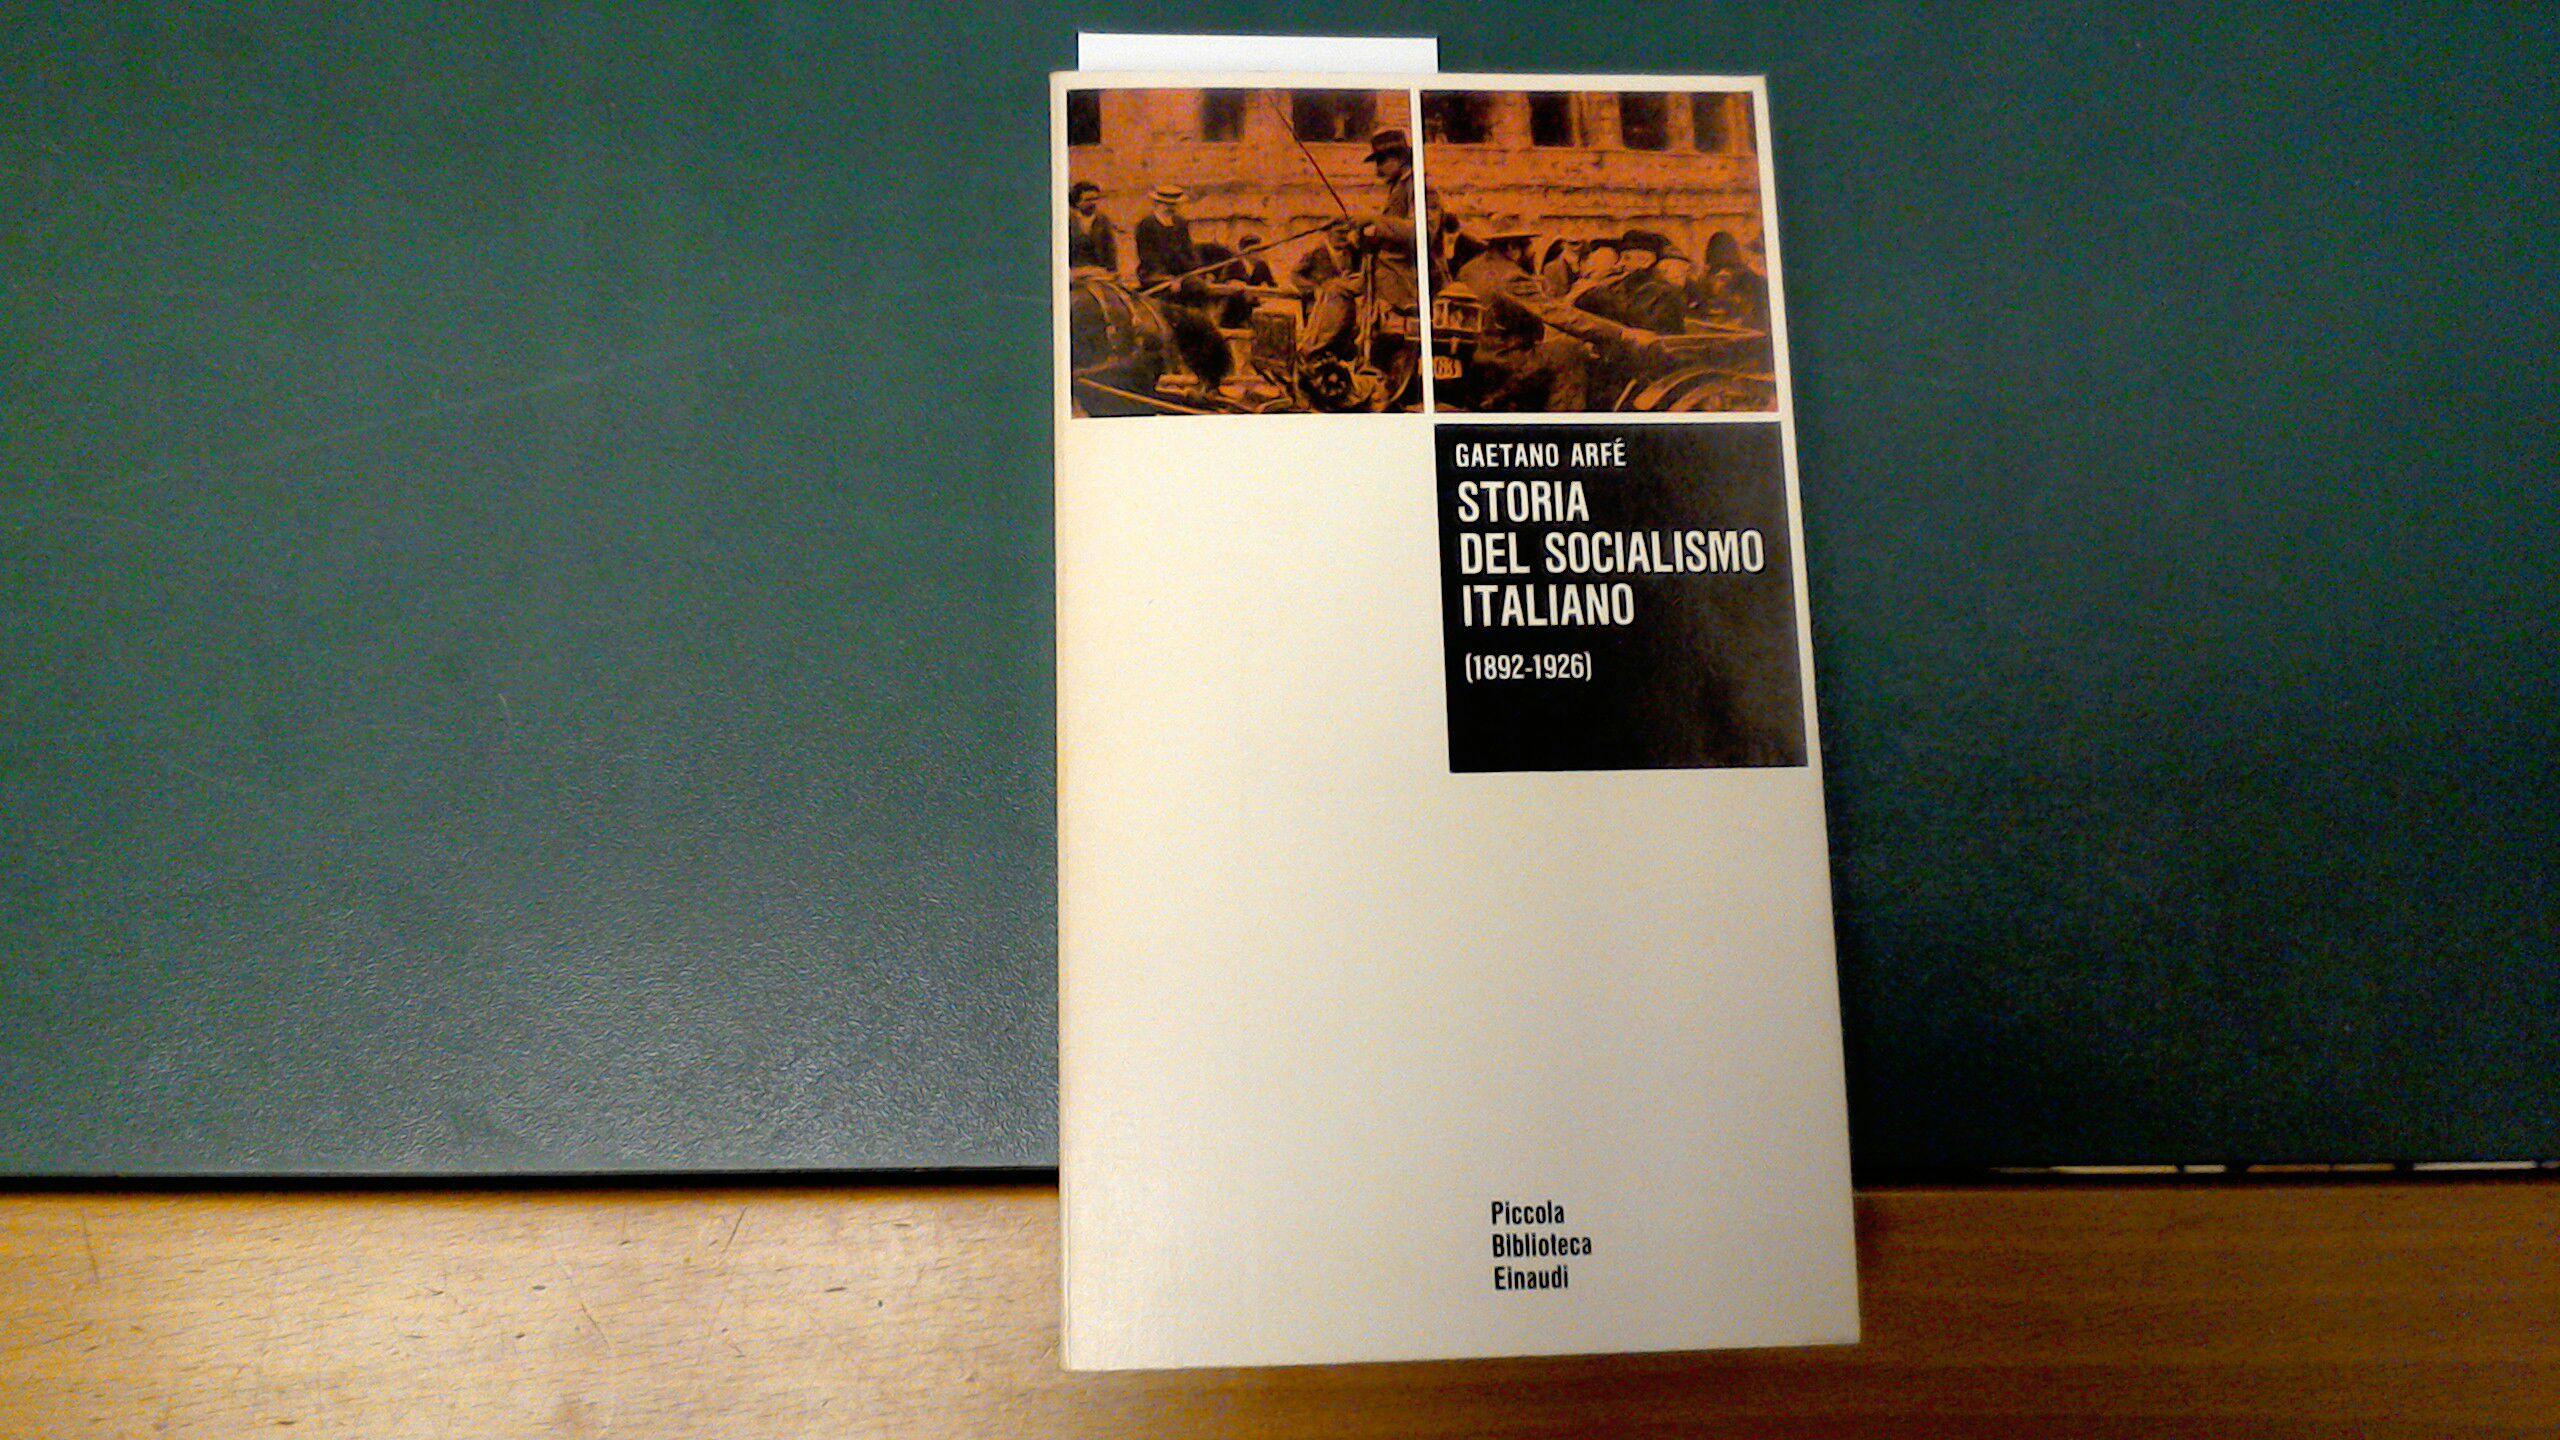 GAETANO ARFÉ
STORIA
DEL SOCIALISMO
ITALIANO
(1892-1926)
Piccola
Biblioteca
Einaudi